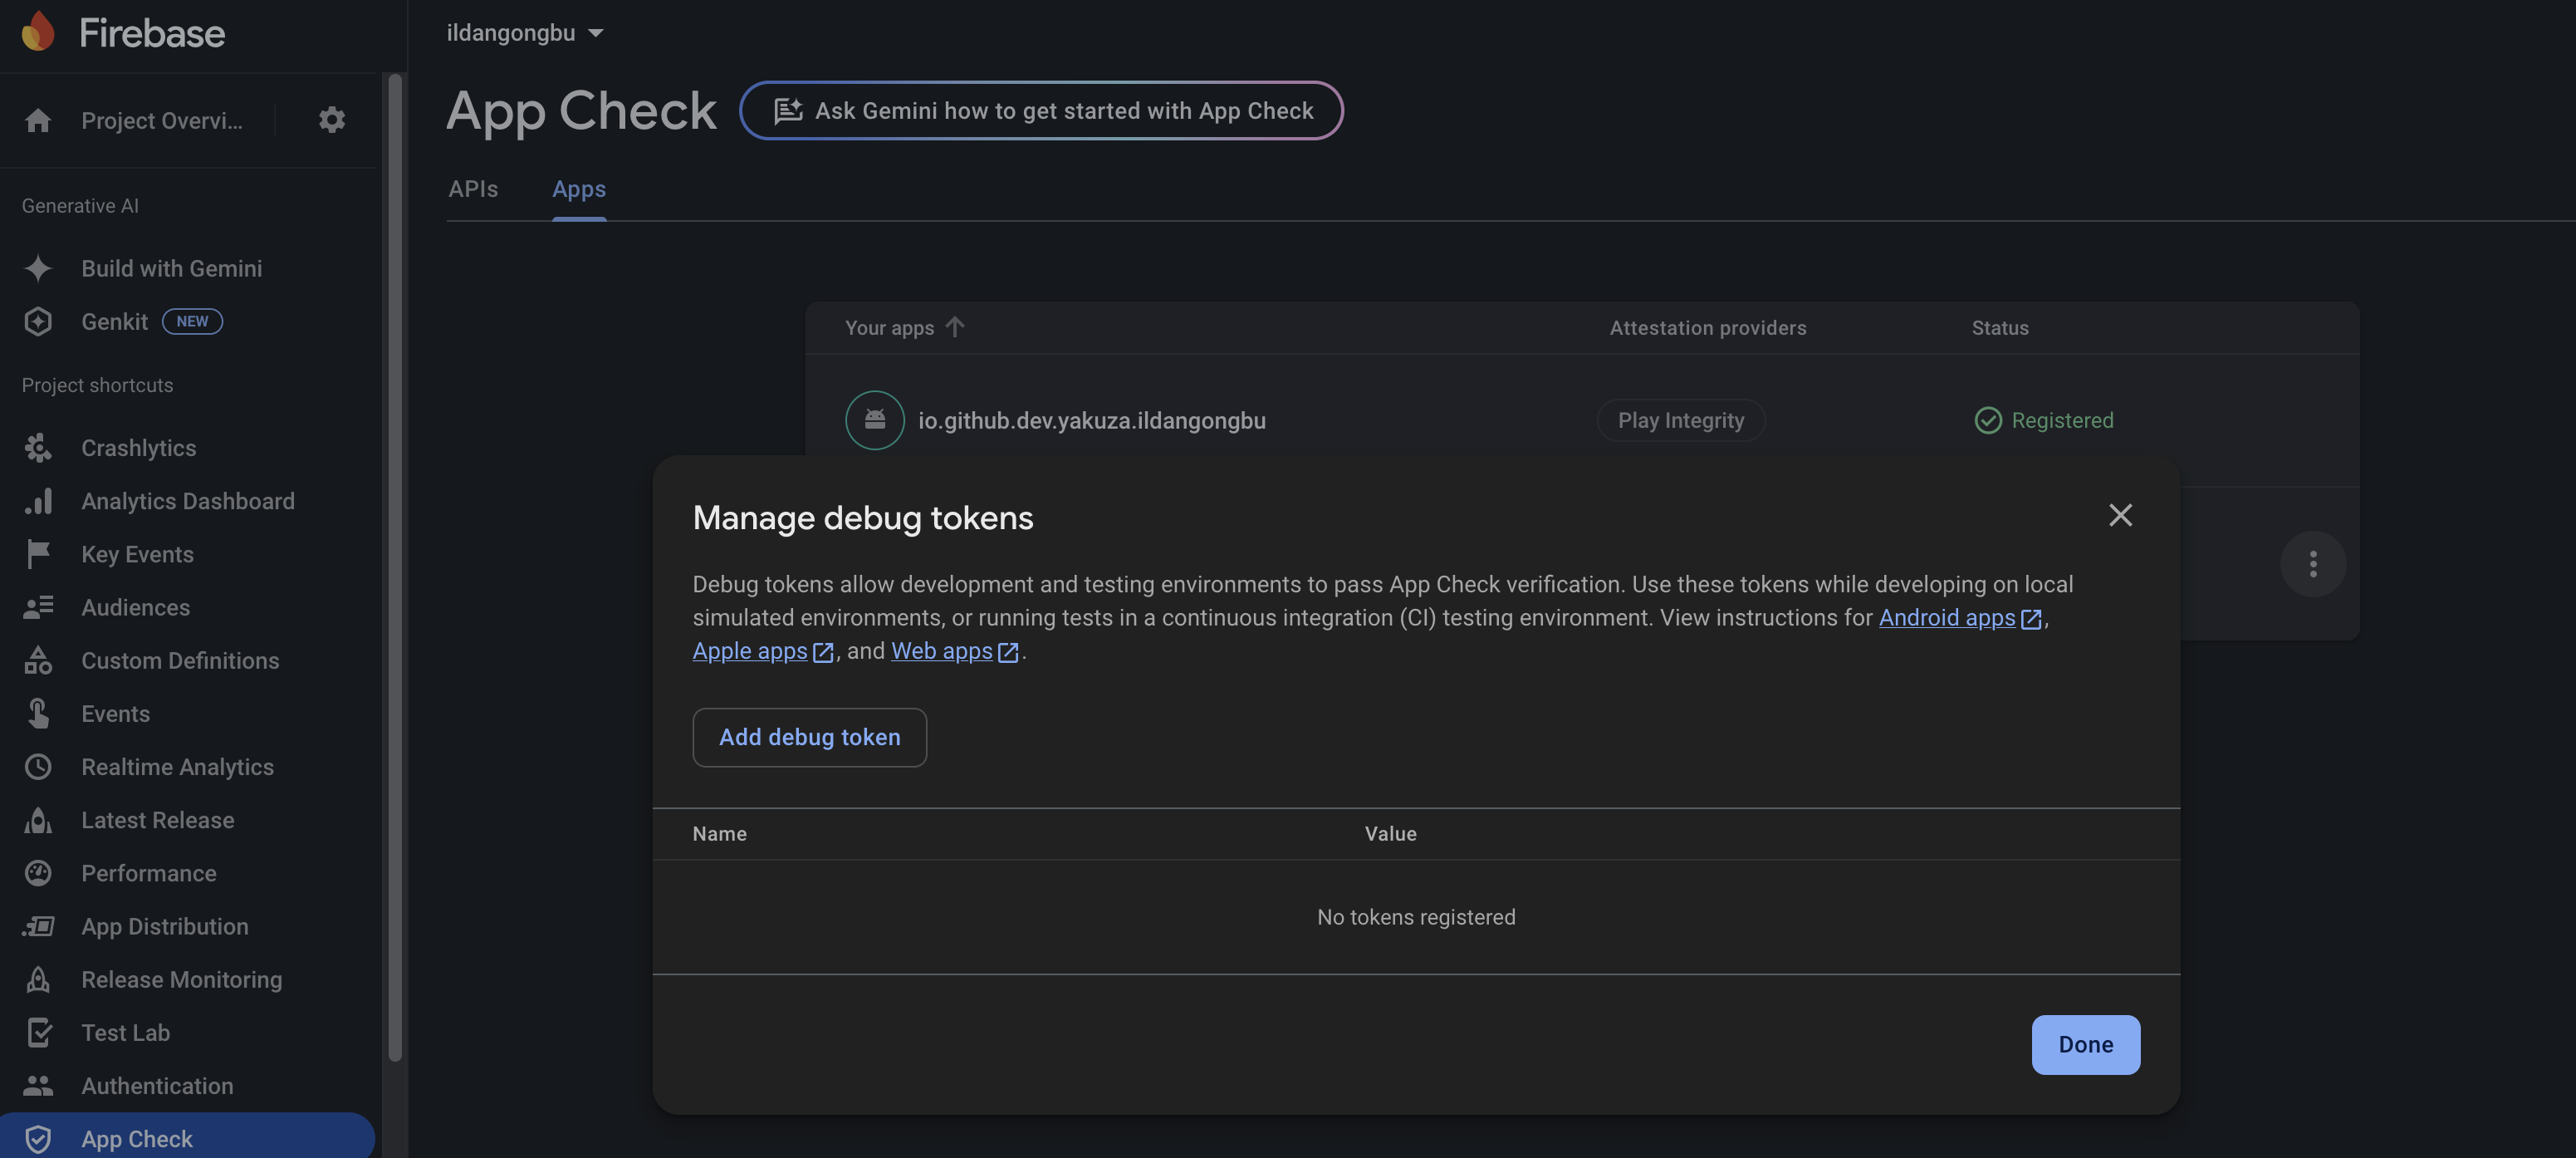 Firebase
Project Overvi...
Generative AI
Build with Gemini
Genkit NEW
Project shortcuts
Crashlytics
Analytics Dashboard
Key Events
Audiences
Custom Definitions
Events
Realtime Analytics
Latest Release
Performance
App Distribution
Release Monitoring
Test Lab
Authentication
App Check
ildangongbu
App Check
Ask Gemini how to get started with App Check
APIs Apps
Your apps Attestation providers Status
io.github.dev.yakuza.ildangongbu Play Integrity Registered
Manage debug tokens
Debug tokens allow development and testing environments to pass App Check verification. Use these tokens while developing on local
simulated environments, or running tests in a continuous integration (CI) testing environment. View instructions for Android apps,
Apple apps, and Web apps.
Add debug token
Name Value
No tokens registered
Done